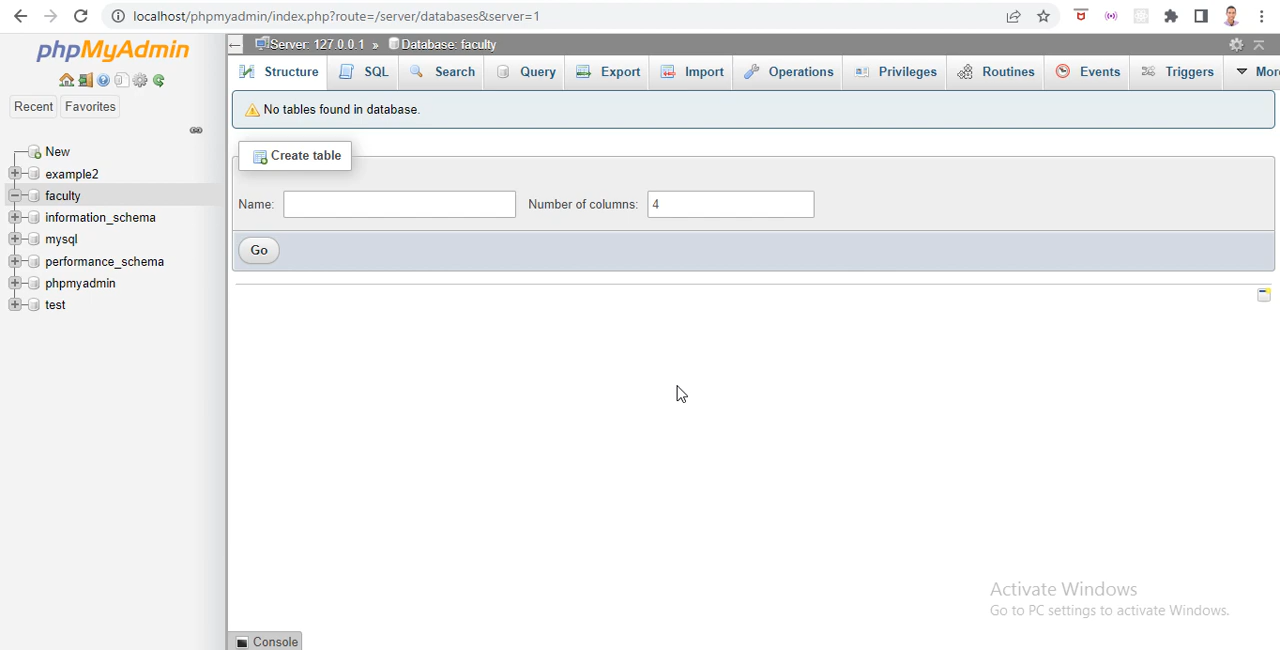 localhost/phpmyadmin/index.php?route=/server/databases&server=1
phpMyAdmin
Recent Favorites
New
example2
faculty
information_schema
mysql
performance_schema
phpmyadmin
test
Server: 127.0.0.1 » Database: faculty
Structure SQL Search Query Export Import Operations Privileges Routines Events Triggers More
No tables found in database.
Create table
Name: Number of columns: 4
Go
Activate Windows
Go to PC settings to activate Windows.
Console